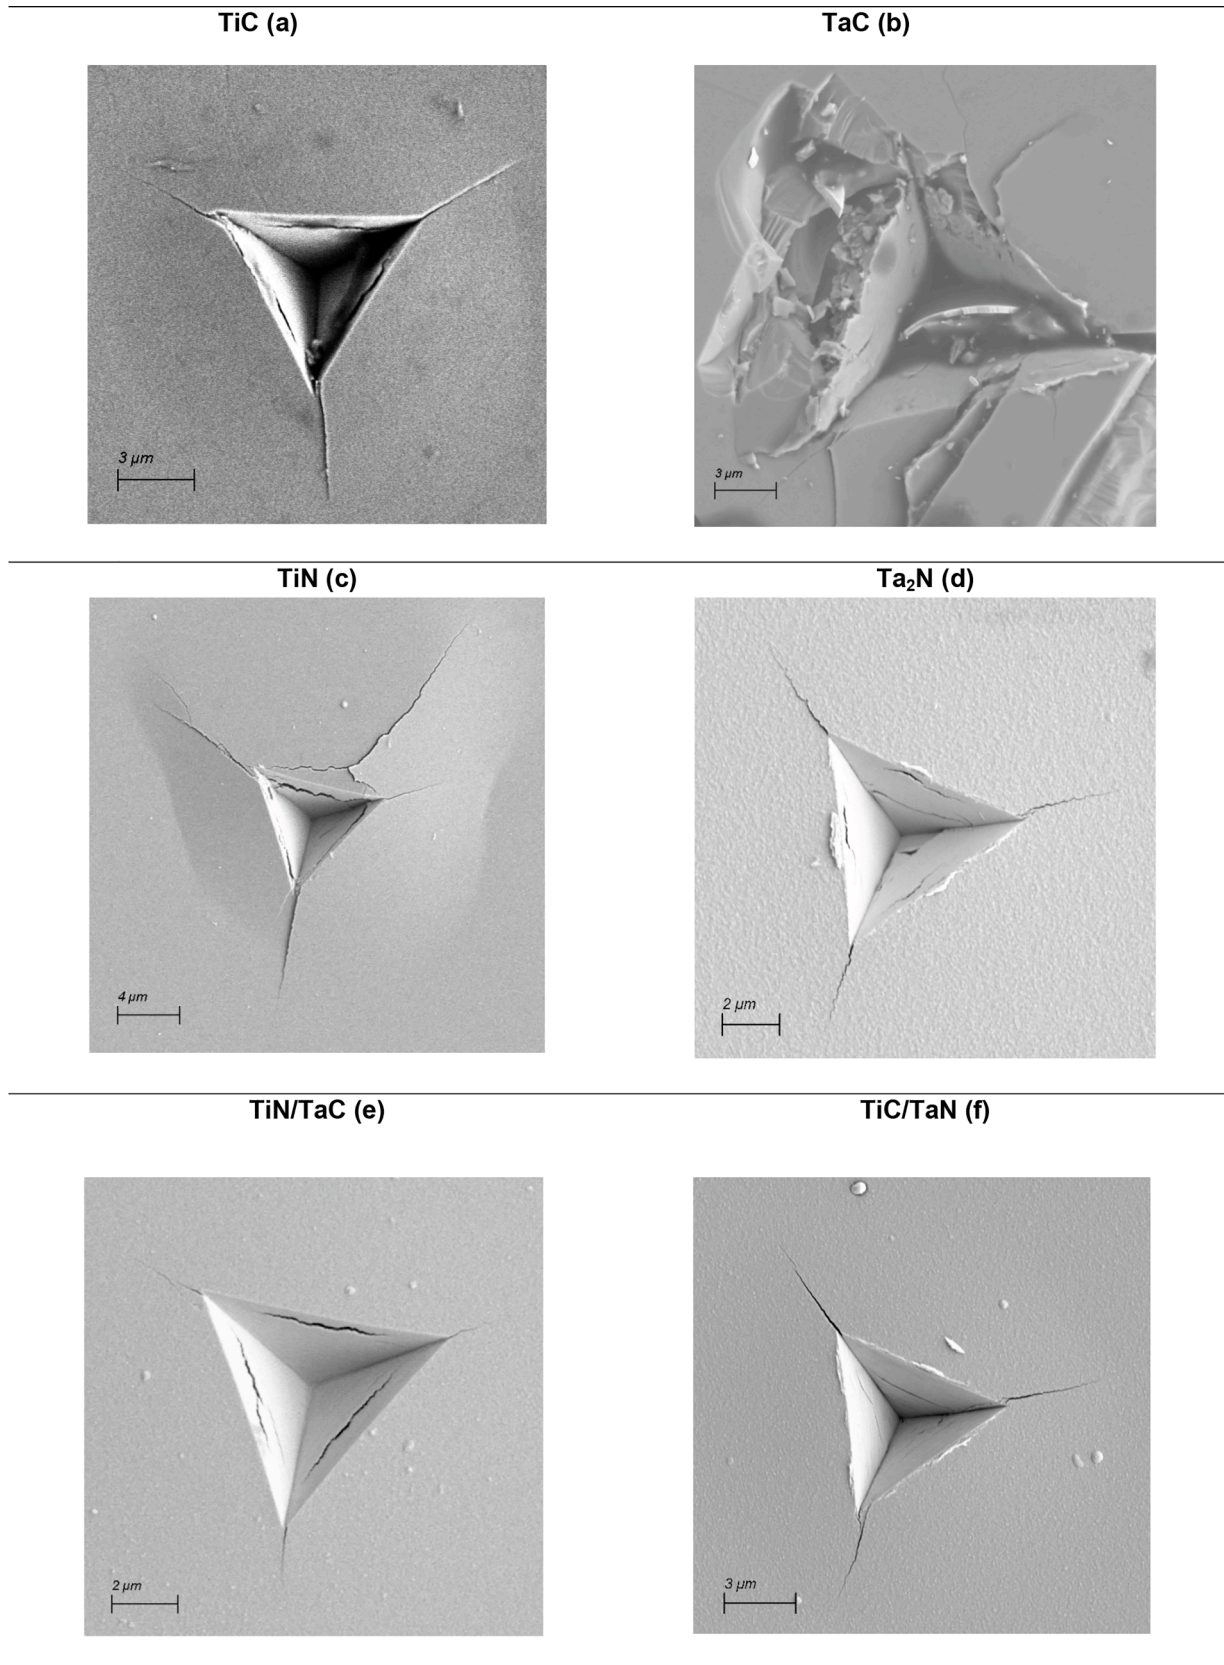 TiC (a)
TaC (b)
3 µm
3 µm
TiN (c)
Ta₂N (d)
4 µm
2 µm
TiN/TaC (e)
TiC/TaN (f)
2 µm
3 µm